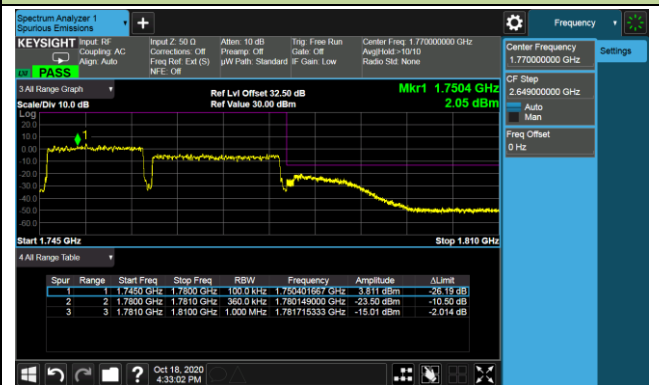 Spectrum Analyzer 1
Spurious Emissions
+
Frequency
KEYSIGHT
Input: RF
Coupling: AC
Align: Auto
Input Z: 50 Ω
Corrections: Off
Freq Ref: Ext (S)
NFE: Off
Atten: 10 dB
Preamp: Off
µW Path: Standard
Trig: Free Run
Gate: Off
IF Gain: Low
Center Freq: 1.770000000 GHz
Avg|Hold:>10/10
Radio Std: None
PASS
Center Frequency
1.770000000 GHz
Settings
CF Step
2.649000000 GHz
Auto
Man
Freq Offset
0 Hz
3 All Range Graph
Scale/Div 10.0 dB
Ref Lvl Offset 32.50 dB
Ref Value 30.00 dBm
Mkr1 1.7504 GHz
2.05 dBm
Log
20.0
10.0
0.00
-10.0
-20.0
-30.0
-40.0
-50.0
-60.0
1
Start 1.745 GHz
Stop 1.810 GHz
4 All Range Table
Spur Range Start Freq Stop Freq RBW Frequency Amplitude ΔLimit
1 1 1.7450 GHz 1.7800 GHz 100.0 kHz 1.750401667 GHz 3.811 dBm -26.19 dB
2 2 1.7800 GHz 1.7810 GHz 360.0 kHz 1.780149000 GHz -23.50 dBm -10.50 dB
3 3 1.7810 GHz 1.8100 GHz 1.000 MHz 1.781715333 GHz -15.01 dBm -2.014 dB
?
Oct 18, 2020
4:33:02 PM